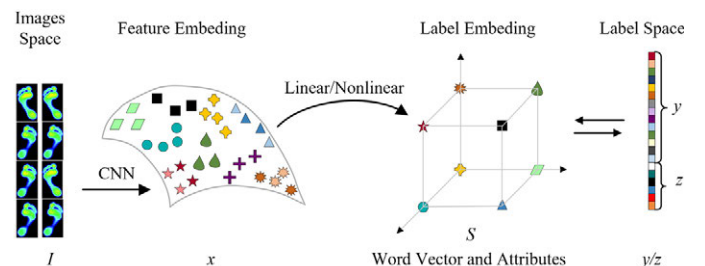 Images
Space
Feature Embeding
Label Embeding
Label Space
Linear/Nonlinear
CNN
y
z
S
I
x
Word Vector and Attributes
y/z